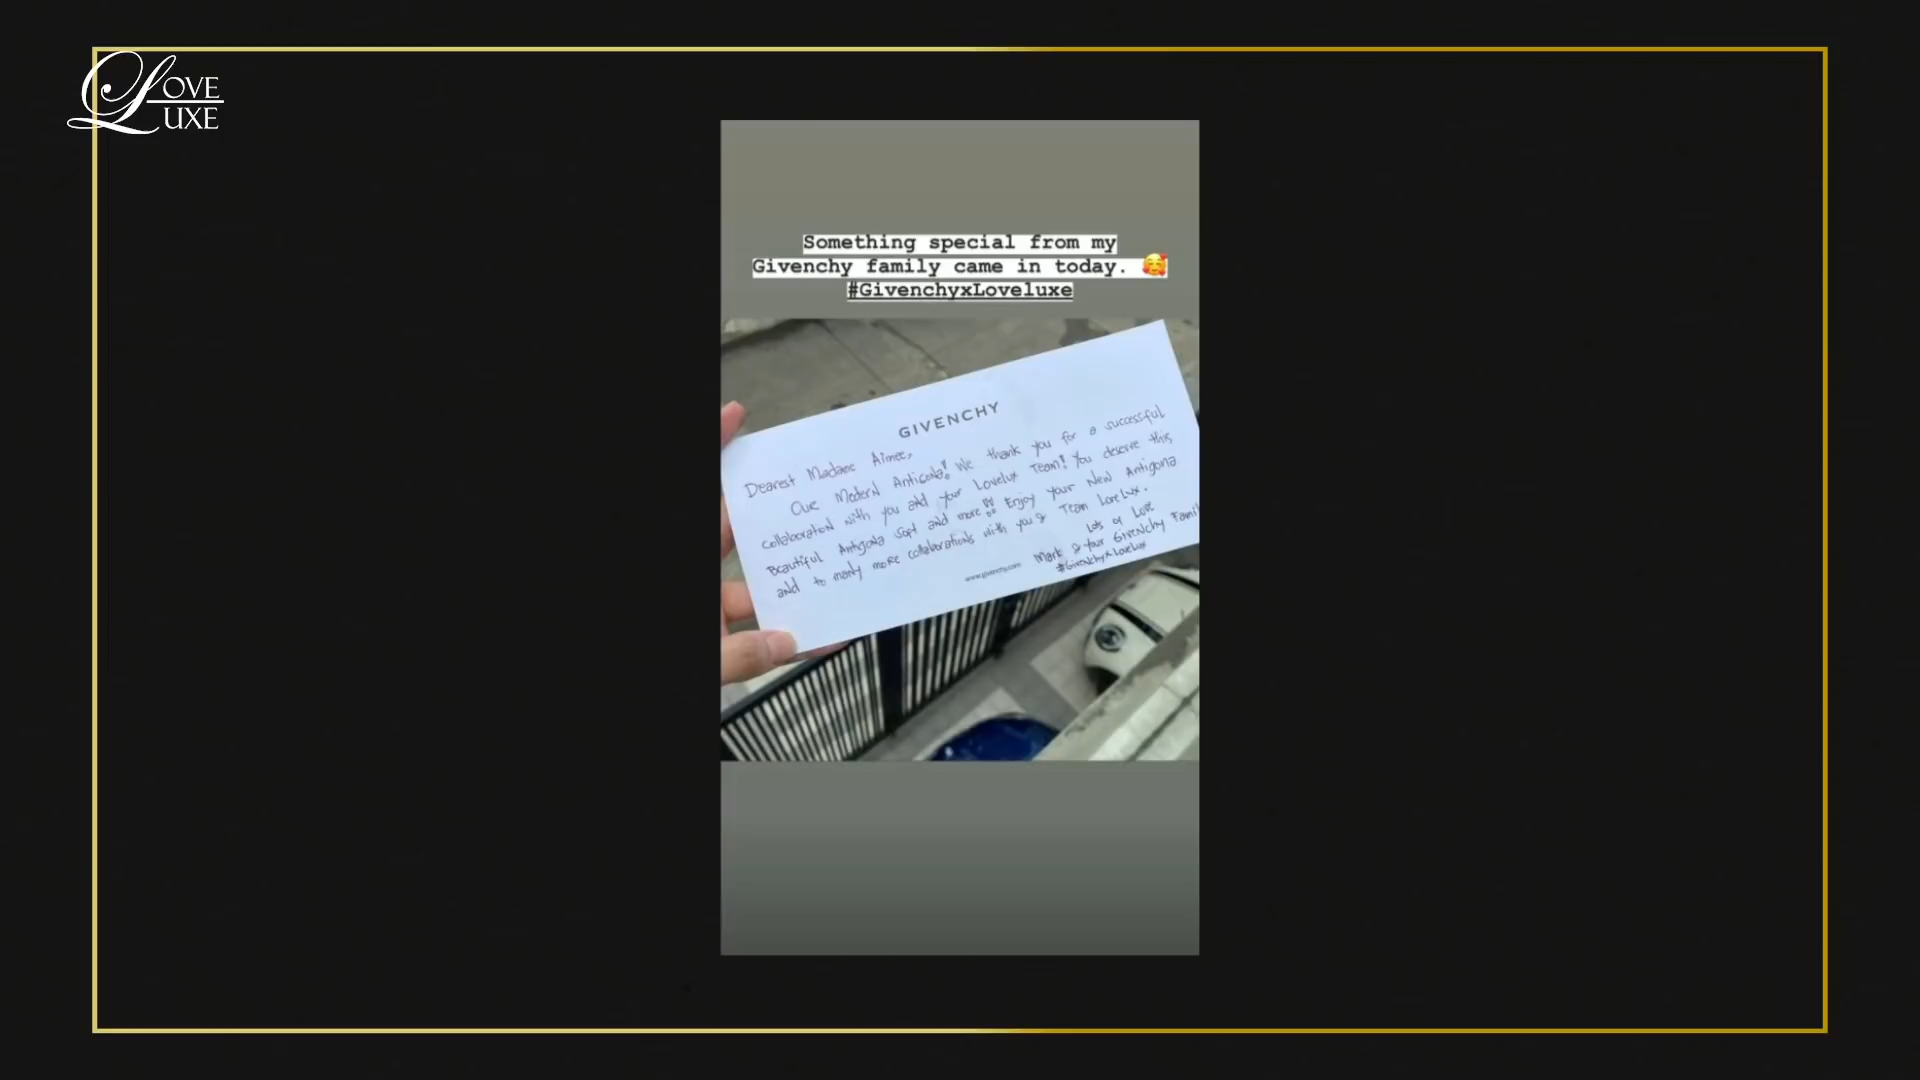 LOVE
LUXE
Something special from my
Givenchy family came in today. 🥰
#GivenchyxLoveluxe
GIVENCHY
Dearest Madame Aimee,
Our Modern Antigona! We thank you for a successful
collaboration with you and your Lovelux Team! You deserve this
Beautiful Antigona Soft and more!! Enjoy your New Antigona
and to many more collaborations with you & Team LoveLux.
Lots of Love
Mark & Your Givenchy Famil
#GivenchyxLoveLux
www.givenchy.com